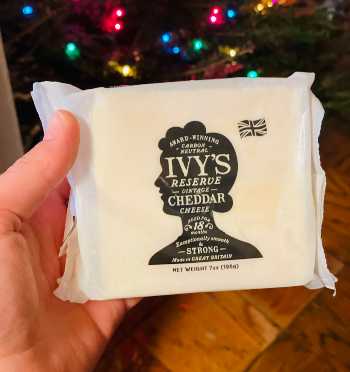 AWARD-WINNING
CARBON
NEUTRAL
IVY'S
RESERVE
VINTAGE
CHEDDAR
CHEESE
AGED FOR
18
months
Exceptionally smooth
& STRONG
Made in GREAT BRITAIN
NET WEIGHT 7oz (198g)